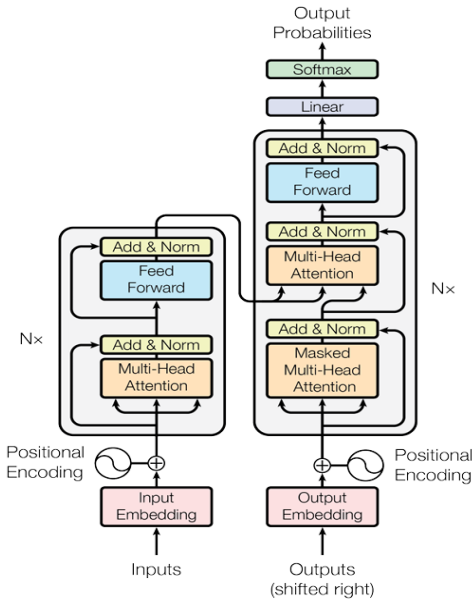 Output
Probabilities
Softmax
Linear
Add & Norm
Feed
Forward
Add & Norm
Multi-Head
Attention
Add & Norm
Masked
Multi-Head
Attention
N×
Add & Norm
Feed
Forward
Add & Norm
Multi-Head
Attention
N×
Positional
Encoding
Positional
Encoding
Input
Embedding
Output
Embedding
Inputs
Outputs
(shifted right)